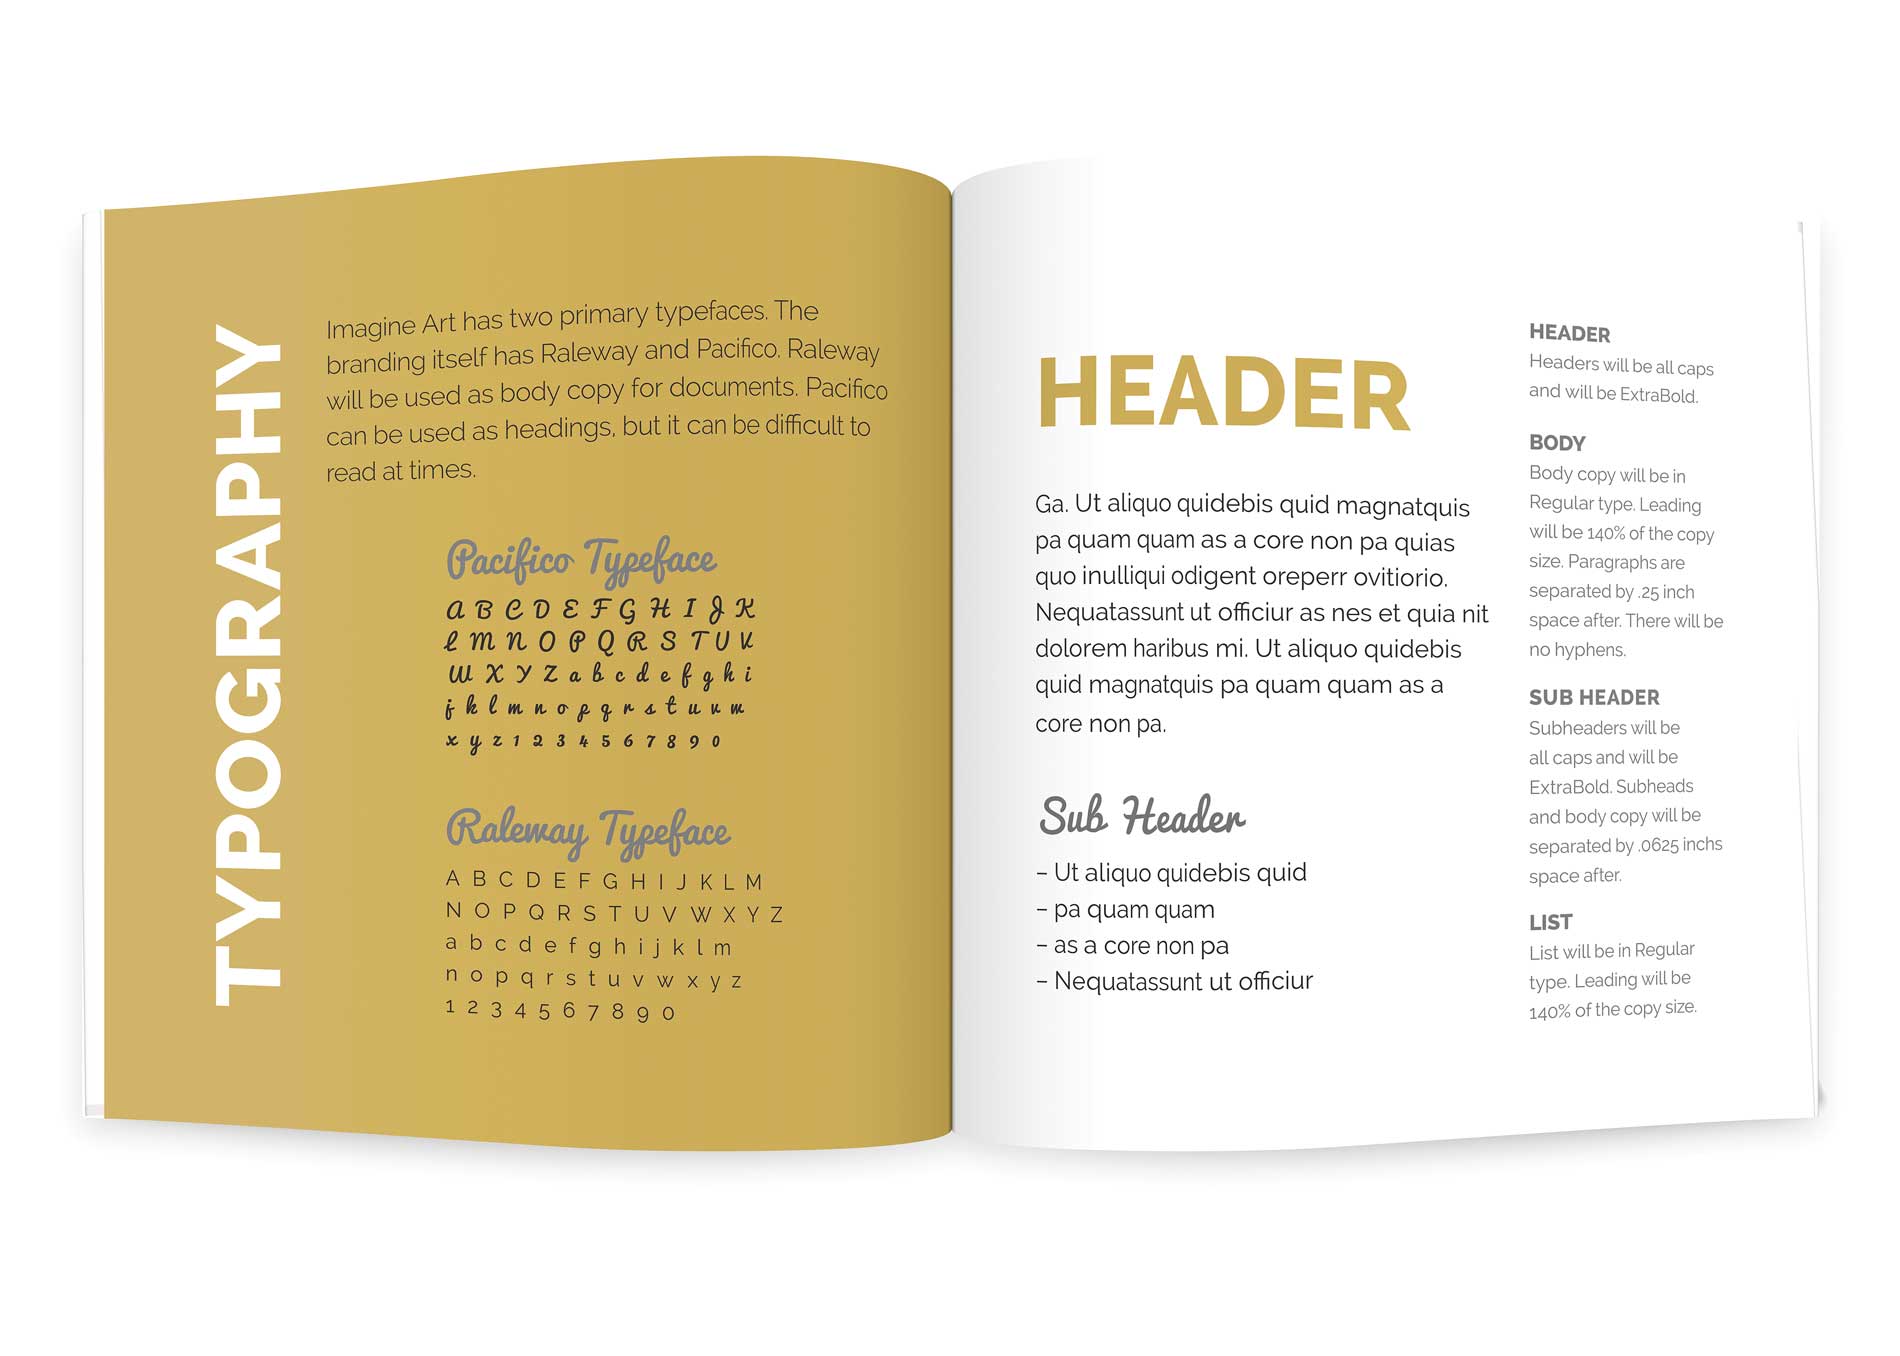 TYPOGRAPHY
Imagine Art has two primary typefaces. The
branding itself has Raleway and Pacifico. Raleway
will be used as body copy for documents. Pacifico
can be used as headings, but it can be difficult to
read at times.
Pacifico Typeface
A B C D E F G H I J K
L M N O P Q R S T U V
W X Y Z a b c d e f g h i
j k l m n o p q r s t u v w
x y z 1 2 3 4 5 6 7 8 9 0
Raleway Typeface
A B C D E F G H I J K L M
N O P Q R S T U V W X Y Z
a b c d e f g h i j k l m
n o p q r s t u v w x y z
1 2 3 4 5 6 7 8 9 0
HEADER
Ga. Ut aliquo quidebis quid magnatquis
pa quam quam as a core non pa quias
quo inulliqui odigent oreperr ovitiorio.
Nequatassunt ut officiur as nes et quia nit
dolorem haribus mi. Ut aliquo quidebis
quid magnatquis pa quam quam as a
core non pa.
Sub Header
– Ut aliquo quidebis quid
– pa quam quam
– as a core non pa
– Nequatassunt ut officiur
HEADER
Headers will be all caps
and will be ExtraBold.
BODY
Body copy will be in
Regular type. Leading
will be 140% of the copy
size. Paragraphs are
separated by .25 inch
space after. There will be
no hyphens.
SUB HEADER
Subheaders will be
all caps and will be
ExtraBold. Subheads
and body copy will be
separated by .0625 inchs
space after.
LIST
List will be in Regular
type. Leading will be
140% of the copy size.